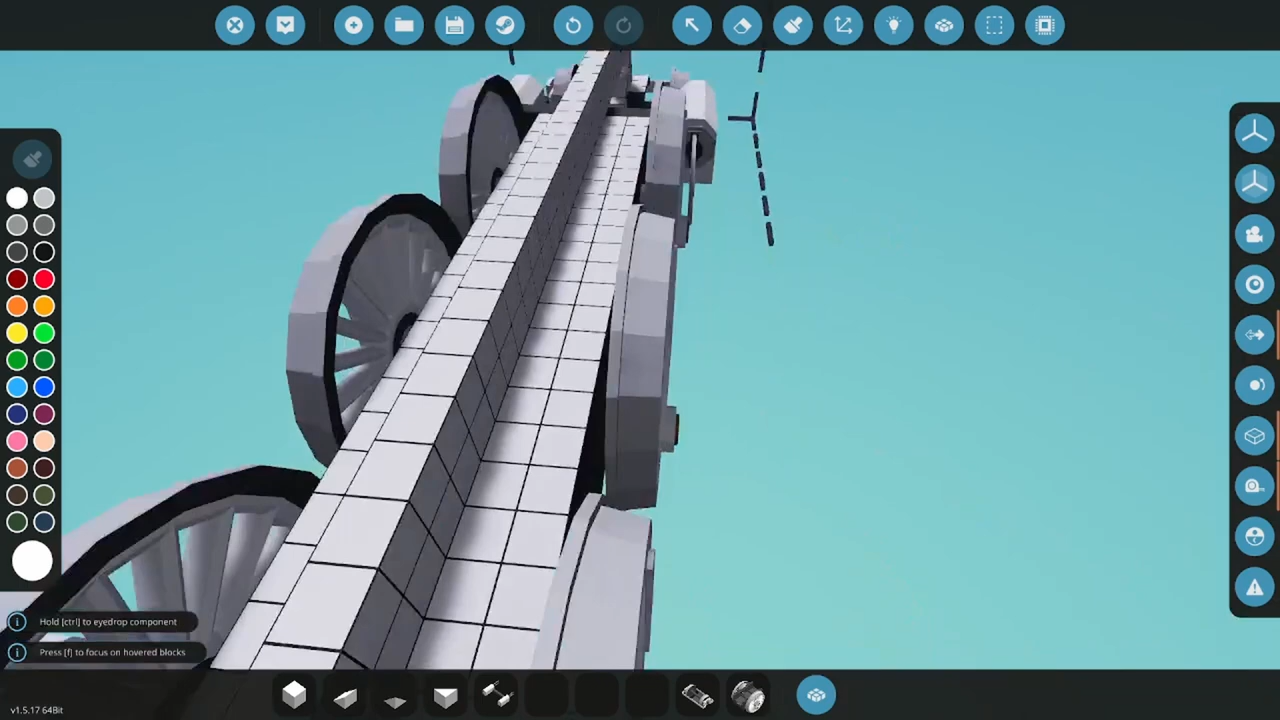 Hold [ctrl] to eyedrop component
Press [f] to focus on hovered blocks
v1.5.17 64Bit